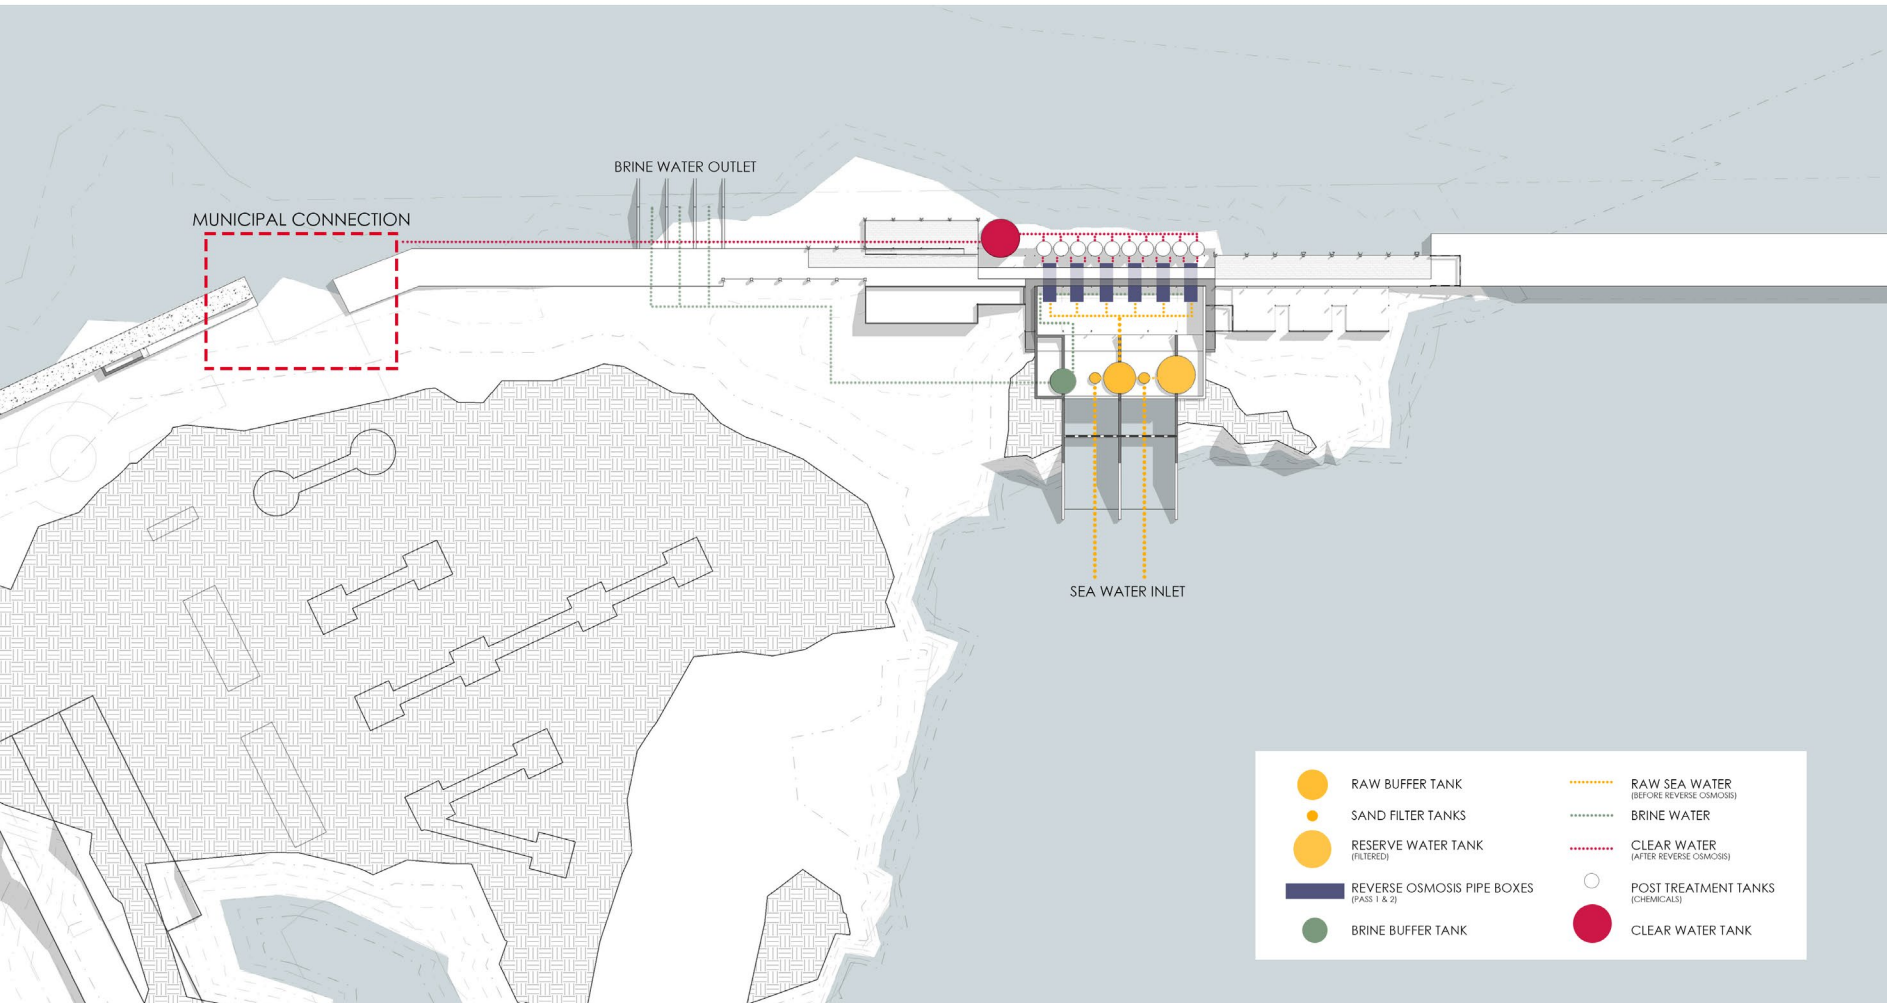 BRINE WATER OUTLET
MUNICIPAL CONNECTION
SEA WATER INLET
RAW BUFFER TANK
SAND FILTER TANKS
RESERVE WATER TANK
(FILTERED)
REVERSE OSMOSIS PIPE BOXES
(PASS 1 & 2)
BRINE BUFFER TANK
RAW SEA WATER
(BEFORE REVERSE OSMOSIS)
BRINE WATER
CLEAR WATER
(AFTER REVERSE OSMOSIS)
POST TREATMENT TANKS
(CHEMICALS)
CLEAR WATER TANK